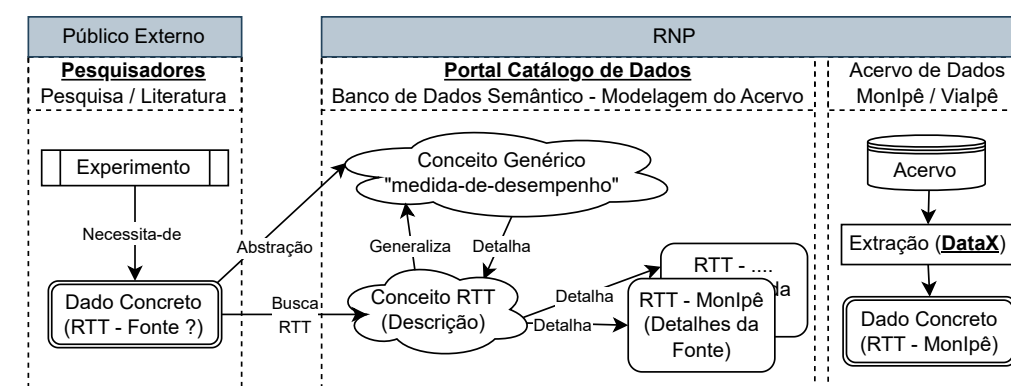 Público Externo
RNP
Pesquisadores
Pesquisa / Literatura
Portal Catálogo de Dados
Banco de Dados Semântico - Modelagem do Acervo
Acervo de Dados
MonIpê / ViaIpê
Experimento
Necessita-de
Dado Concreto
(RTT - Fonte ?)
Abstração
Busca
RTT
Conceito Genérico
"medida-de-desempenho"
Generaliza
Detalha
Conceito RTT
(Descrição)
Detalha
Detalha
RTT - ....
da
RTT - MonIpê
(Detalhes da
Fonte)
Acervo
Extração (DataX)
Dado Concreto
(RTT - MonIpê)